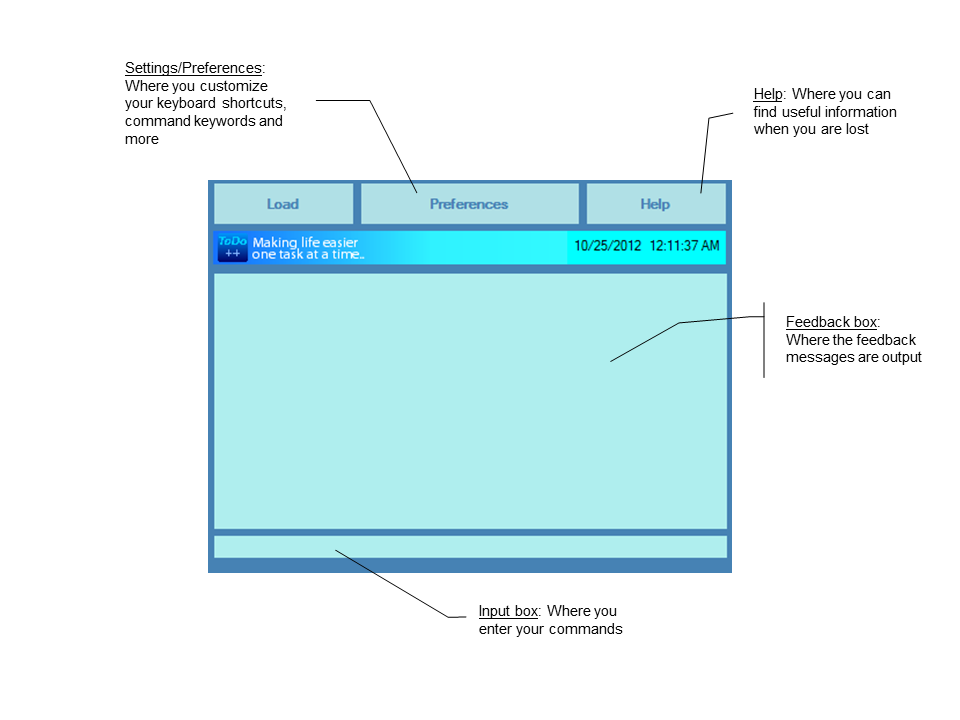 Settings/Preferences:
Where you customize
your keyboard shortcuts,
command keywords and
more
Help: Where you can
find useful information
when you are lost
Load
Preferences
Help
ToDo
++
Making life easier
one task at a time..
10/25/2012 12:11:37 AM
Feedback box:
Where the feedback
messages are output
Input box: Where you
enter your commands